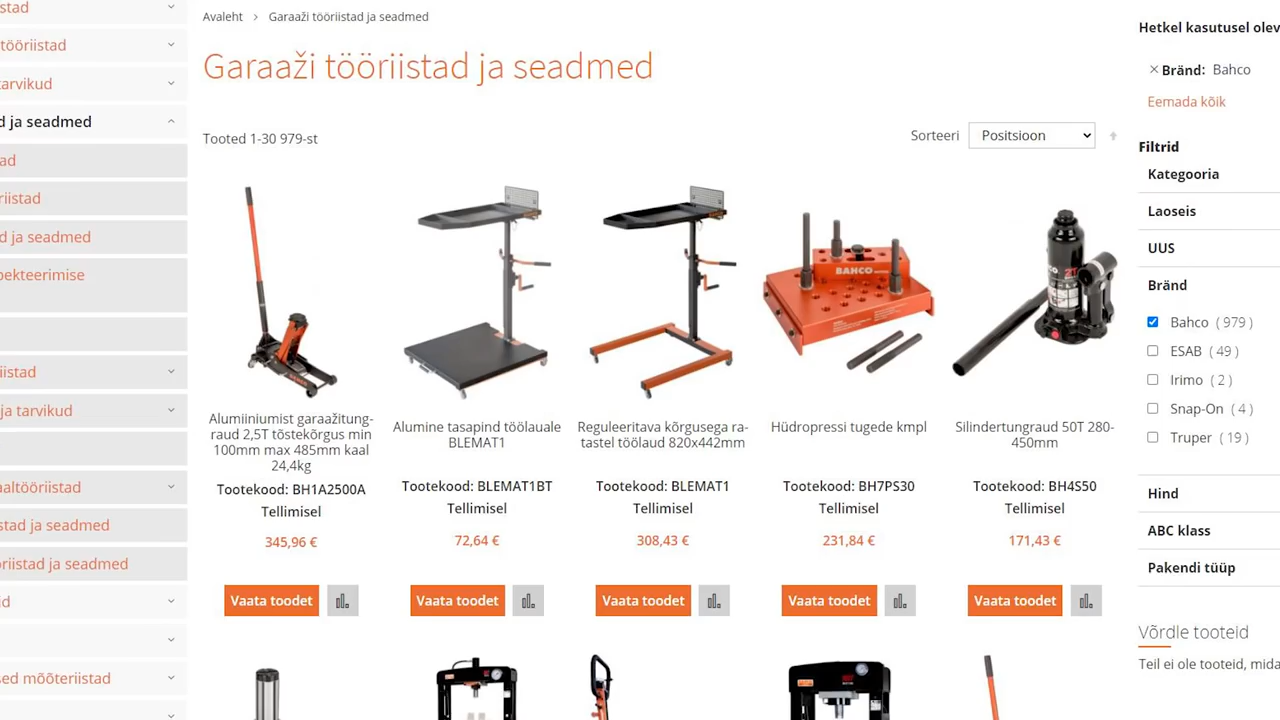 Avaleht > Garaaži tööriistad ja seadmed
stad
tööriistad
tarvikud
d ja seadmed
ad
riistad
d ja seadmed
pekteerimise
iistad
ja tarvikud
aaltööriistad
stad ja seadmed
öriistad ja seadmed
id
sed mõõteriistad
Garaaži tööriistad ja seadmed
Tooted 1-30 979-st
Sorteeri Positsioon
BAHCO
Alumiiniumist garaažitung-
raud 2,5T tõstekõrgus min
100mm max 485mm kaal
24,4kg
Tootekood: BH1A2500A
Tellimisel
345,96 €
Vaata toodet
Alumine tasapind töölauale
BLEMAT1
Tootekood: BLEMAT1BT
Tellimisel
72,64 €
Vaata toodet
Reguleeritava kõrgusega ra-
tastel töölaud 820x442mm
Tootekood: BLEMAT1
Tellimisel
308,43 €
Vaata toodet
Hüdropressi tugede kmpl
Tootekood: BH7PS30
Tellimisel
231,84 €
Vaata toodet
Silindertungraud 50T 280-
450mm
Tootekood: BH4S50
Tellimisel
171,43 €
Vaata toodet
Hetkel kasutusel olev
Bränd: Bahco
Eemada kõik
Filtrid
Kategooria
Laoseis
UUS
Bränd
Bahco ( 979 )
ESAB ( 49 )
Irimo ( 2 )
Snap-On ( 4 )
Truper ( 19 )
Hind
ABC klass
Pakendi tüüp
Võrdle tooteid
Teil ei ole tooteid, mida